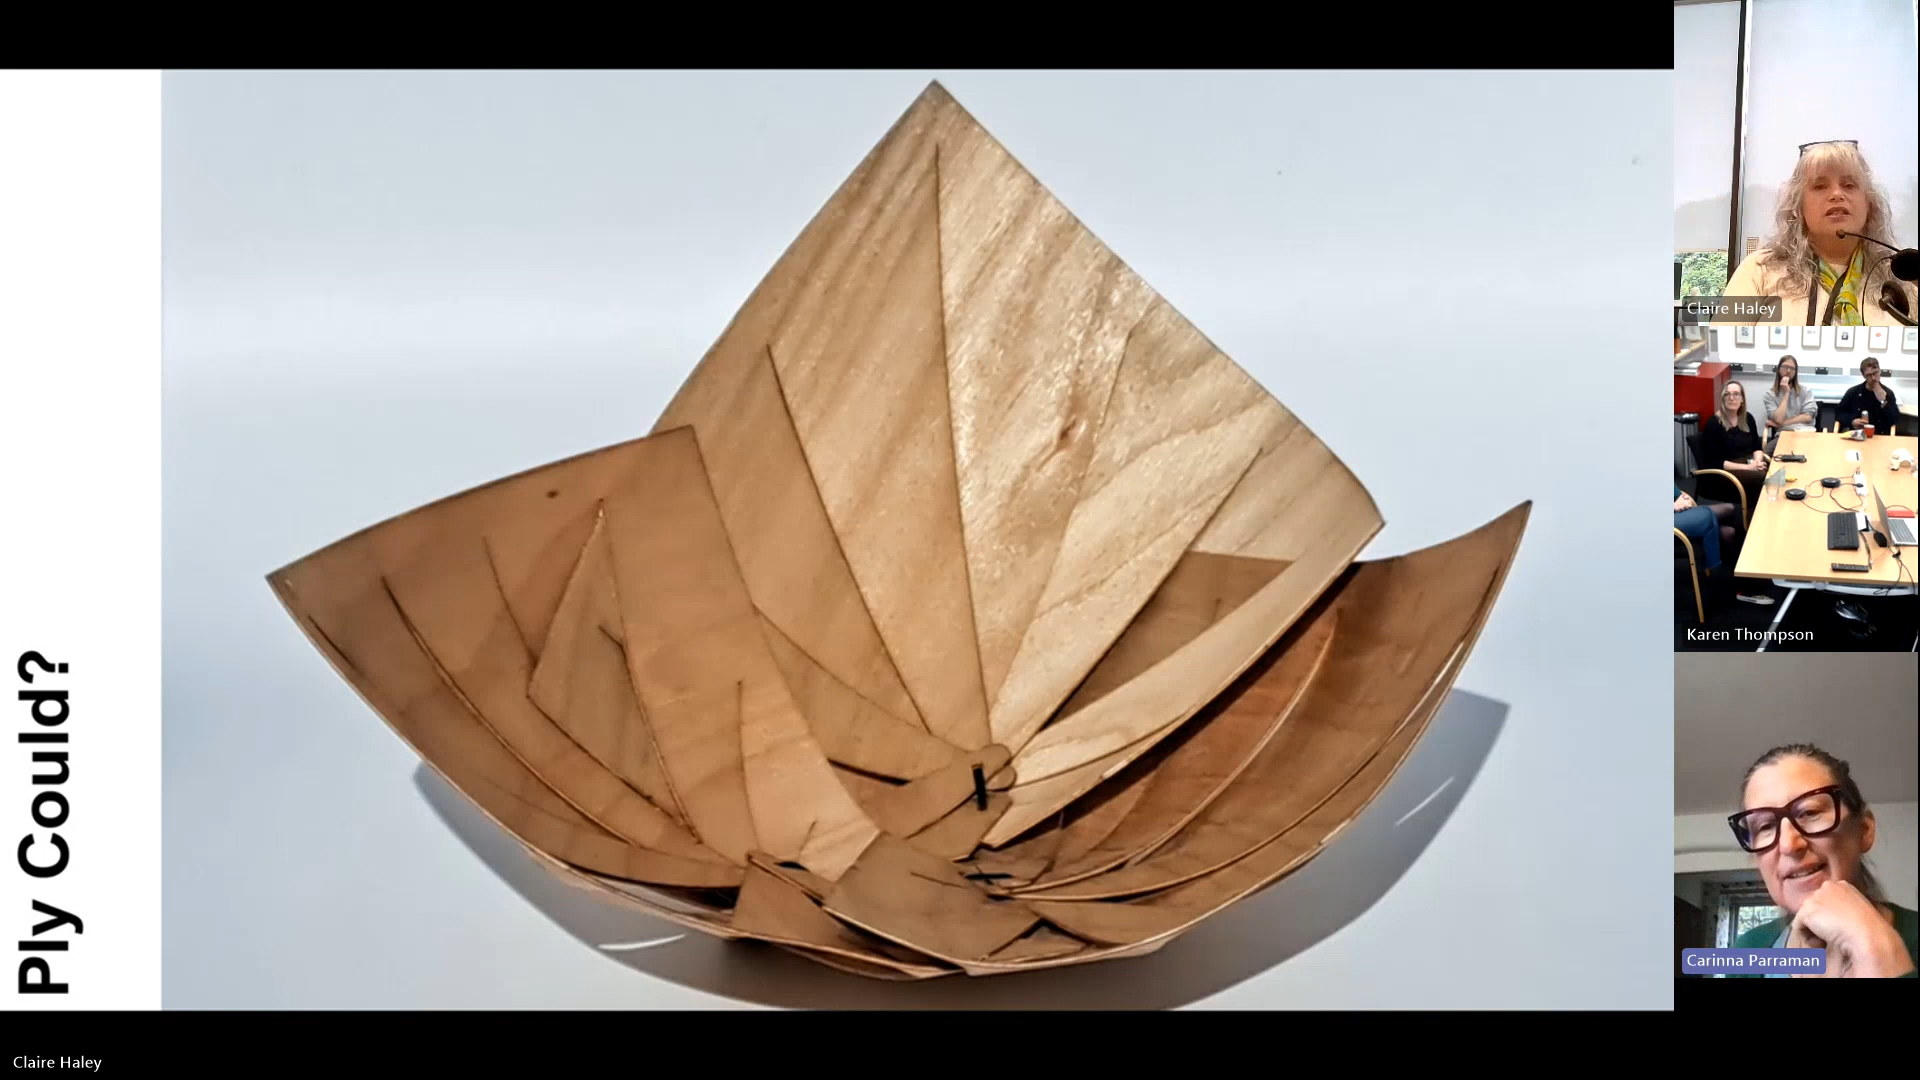 Ply Could?
Claire Haley
Karen Thompson
Carinna Parraman
Claire Haley